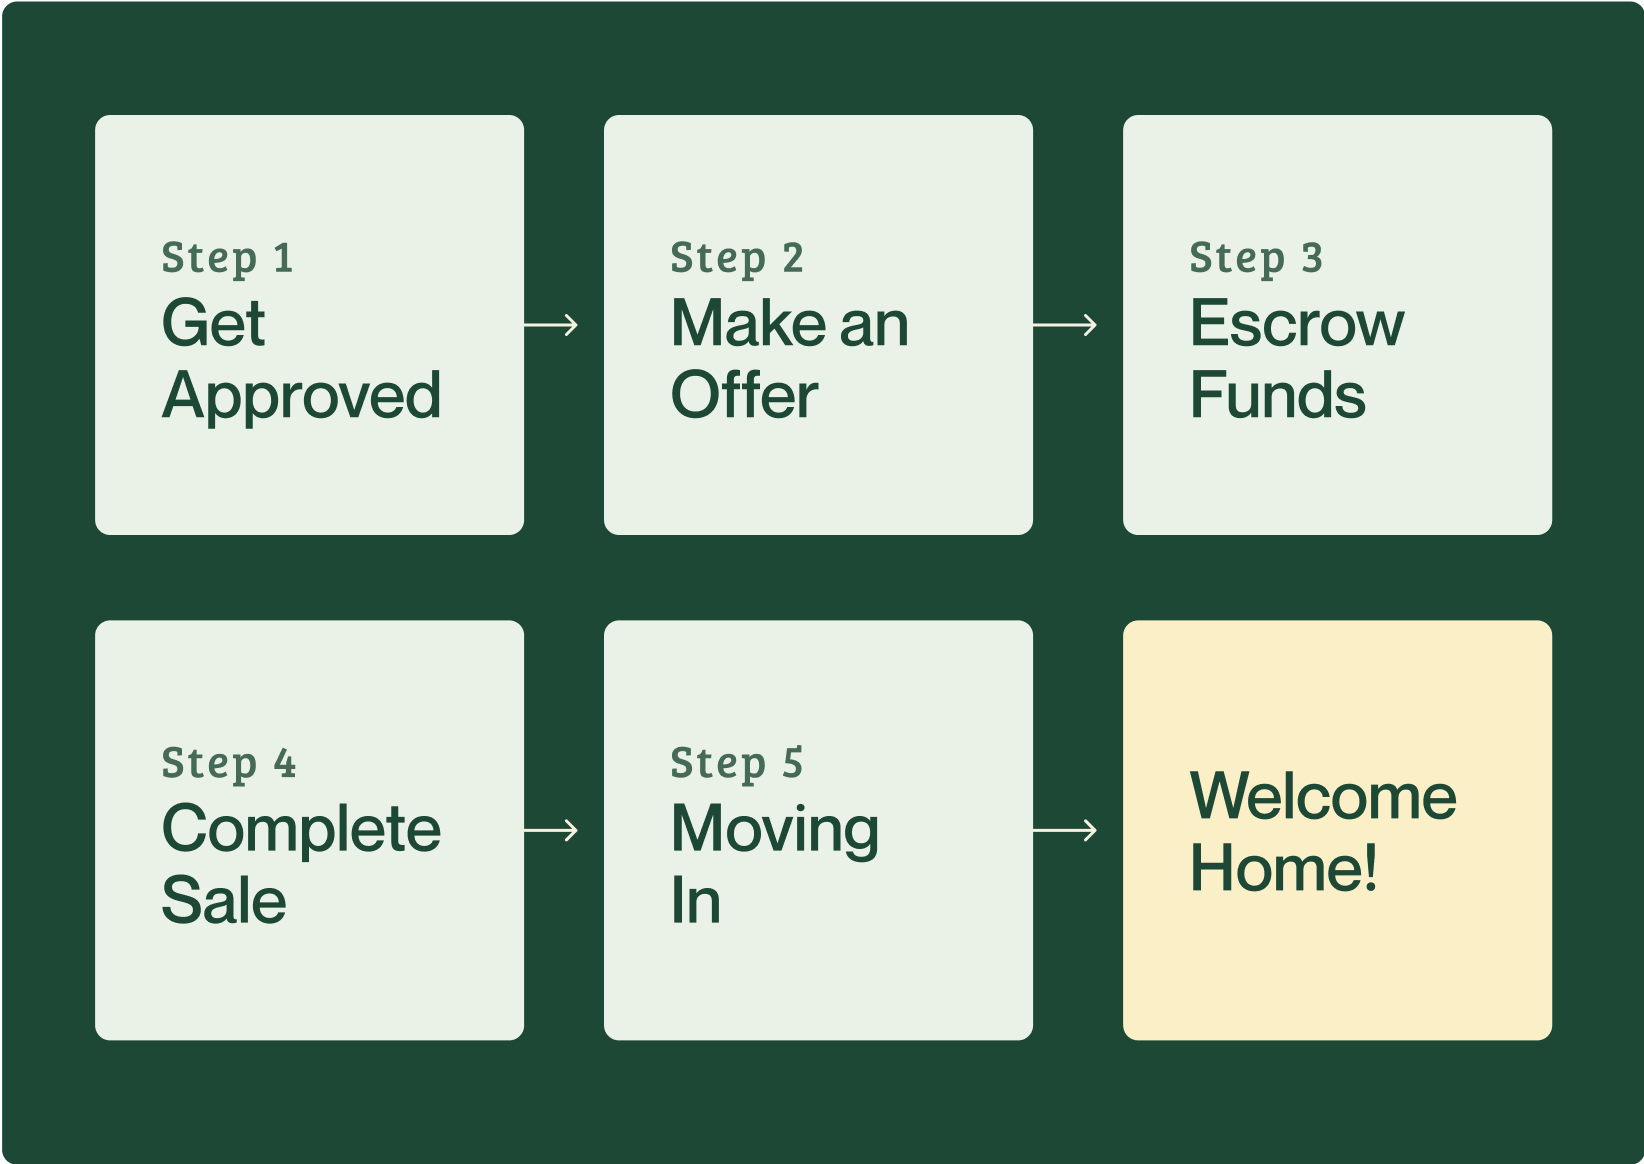 Step 1
Get
Approved
Step 2
Make an
Offer
Step 3
Escrow
Funds
Step 4
Complete
Sale
Step 5
Moving
In
Welcome
Home!